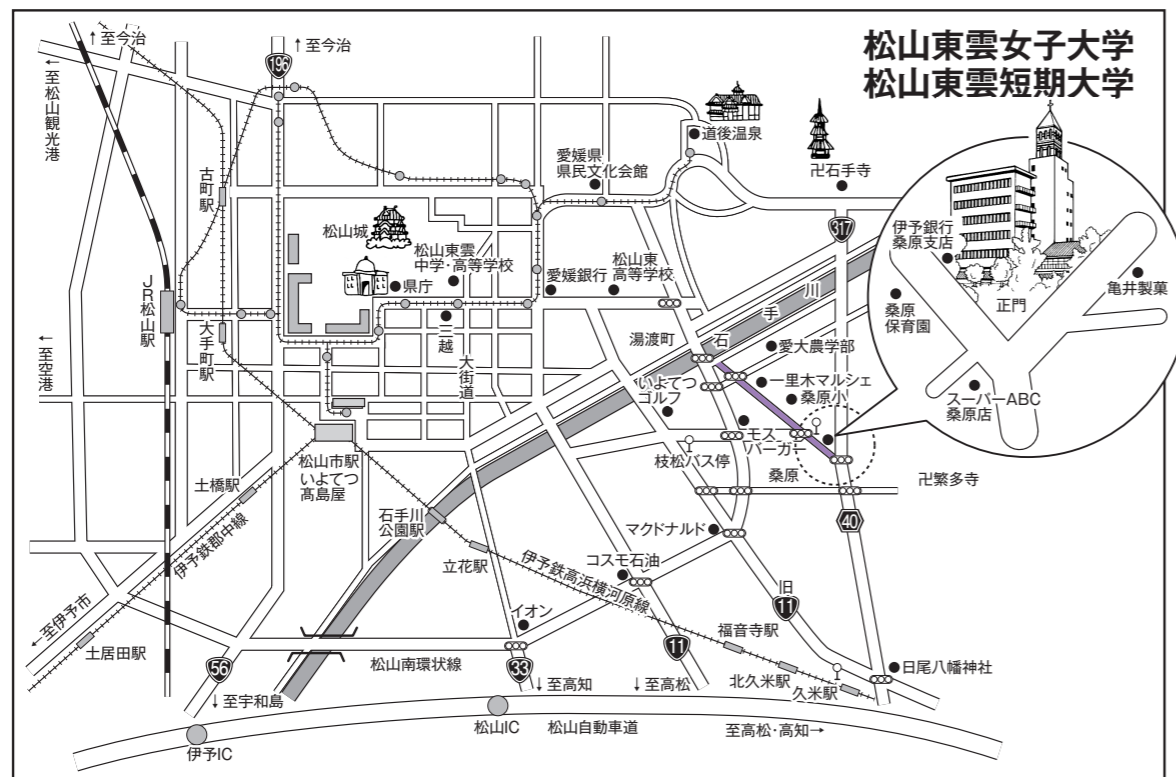 松山東雲女子大学
松山東雲短期大学
↑至今治
↑至今治
196
←至松山観光港
道後温泉
卍石手寺
愛媛県
県民文化会館
古町駅
317
伊予銀行
桑原支店
松山城
松山東雲
中学・高等学校
県庁
愛媛銀行
松山東
高等学校
石手川
亀井製菓
正門
桑原
保育園
JR松山駅
大手町駅
三越
大街道
湯渡町
愛大農学部
←至空港
いよてつ
ゴルフ
一里木マルシェ
桑原小
スーパーABC
桑原店
モス
バーガー
枝松バス停
松山市駅
いよてつ
髙島屋
桑原
卍繁多寺
土橋駅
石手川
公園駅
40
マクドナルド
伊予鉄郡中線
立花駅
伊予鉄高浜横河原線
コスモ石油
旧
11
イオン
←至伊予市
福音寺駅
土居田駅
56
松山南環状線
33
11
日尾八幡神社
北久米駅
久米駅
↓至宇和島
↓至高知
↓至高松
松山IC
松山自動車道
至高松・高知→
伊予IC